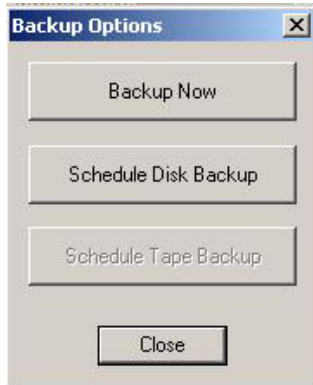 Backup Options
Backup Now
Schedule Disk Backup
Schedule Tape Backup
Close